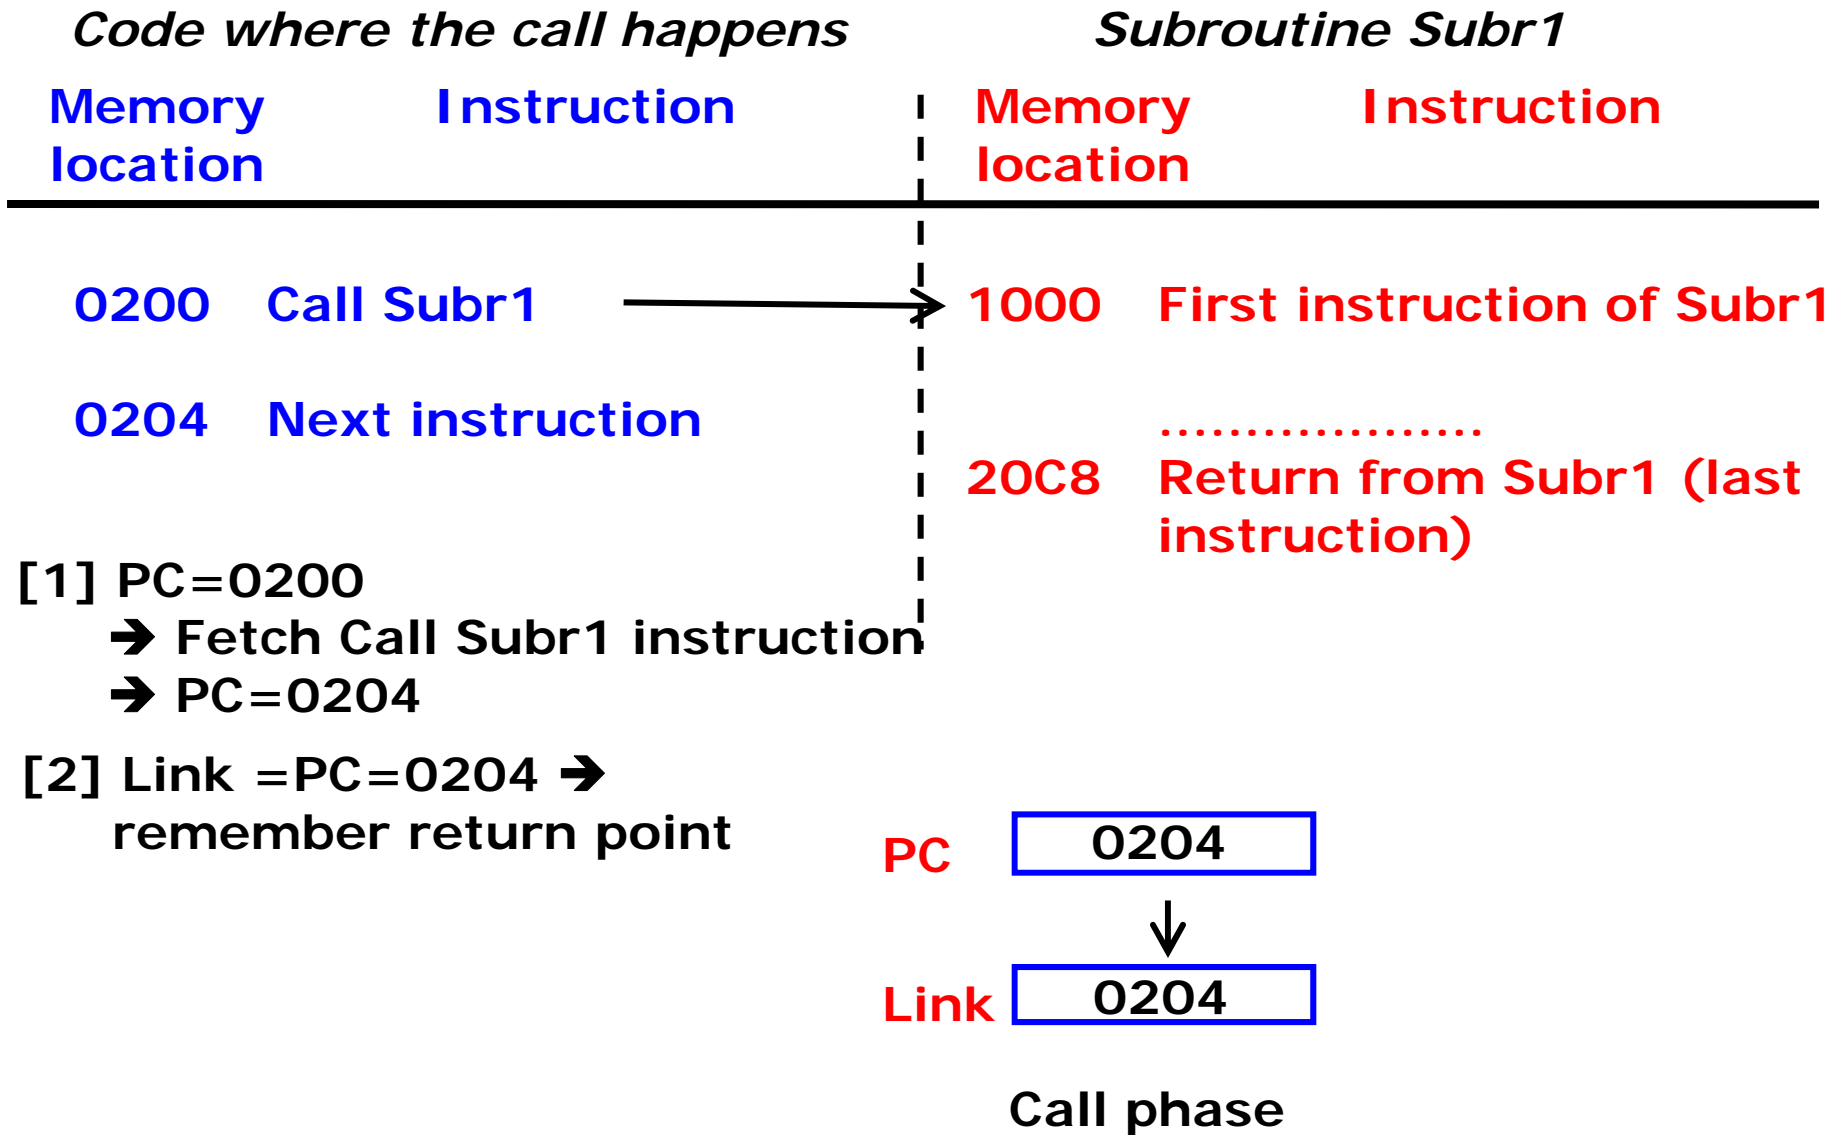 Code where the call happens
Subroutine Subr1
Memory Instruction
location
Memory Instruction
location
0200 Call Subr1
0204 Next instruction
1000 First instruction of Subr1
...................
20C8 Return from Subr1 (last
instruction)
[1] PC=0200
➔ Fetch Call Subr1 instruction
➔ PC=0204
[2] Link =PC=0204 ➔
remember return point
PC 0204
Link 0204
Call phase